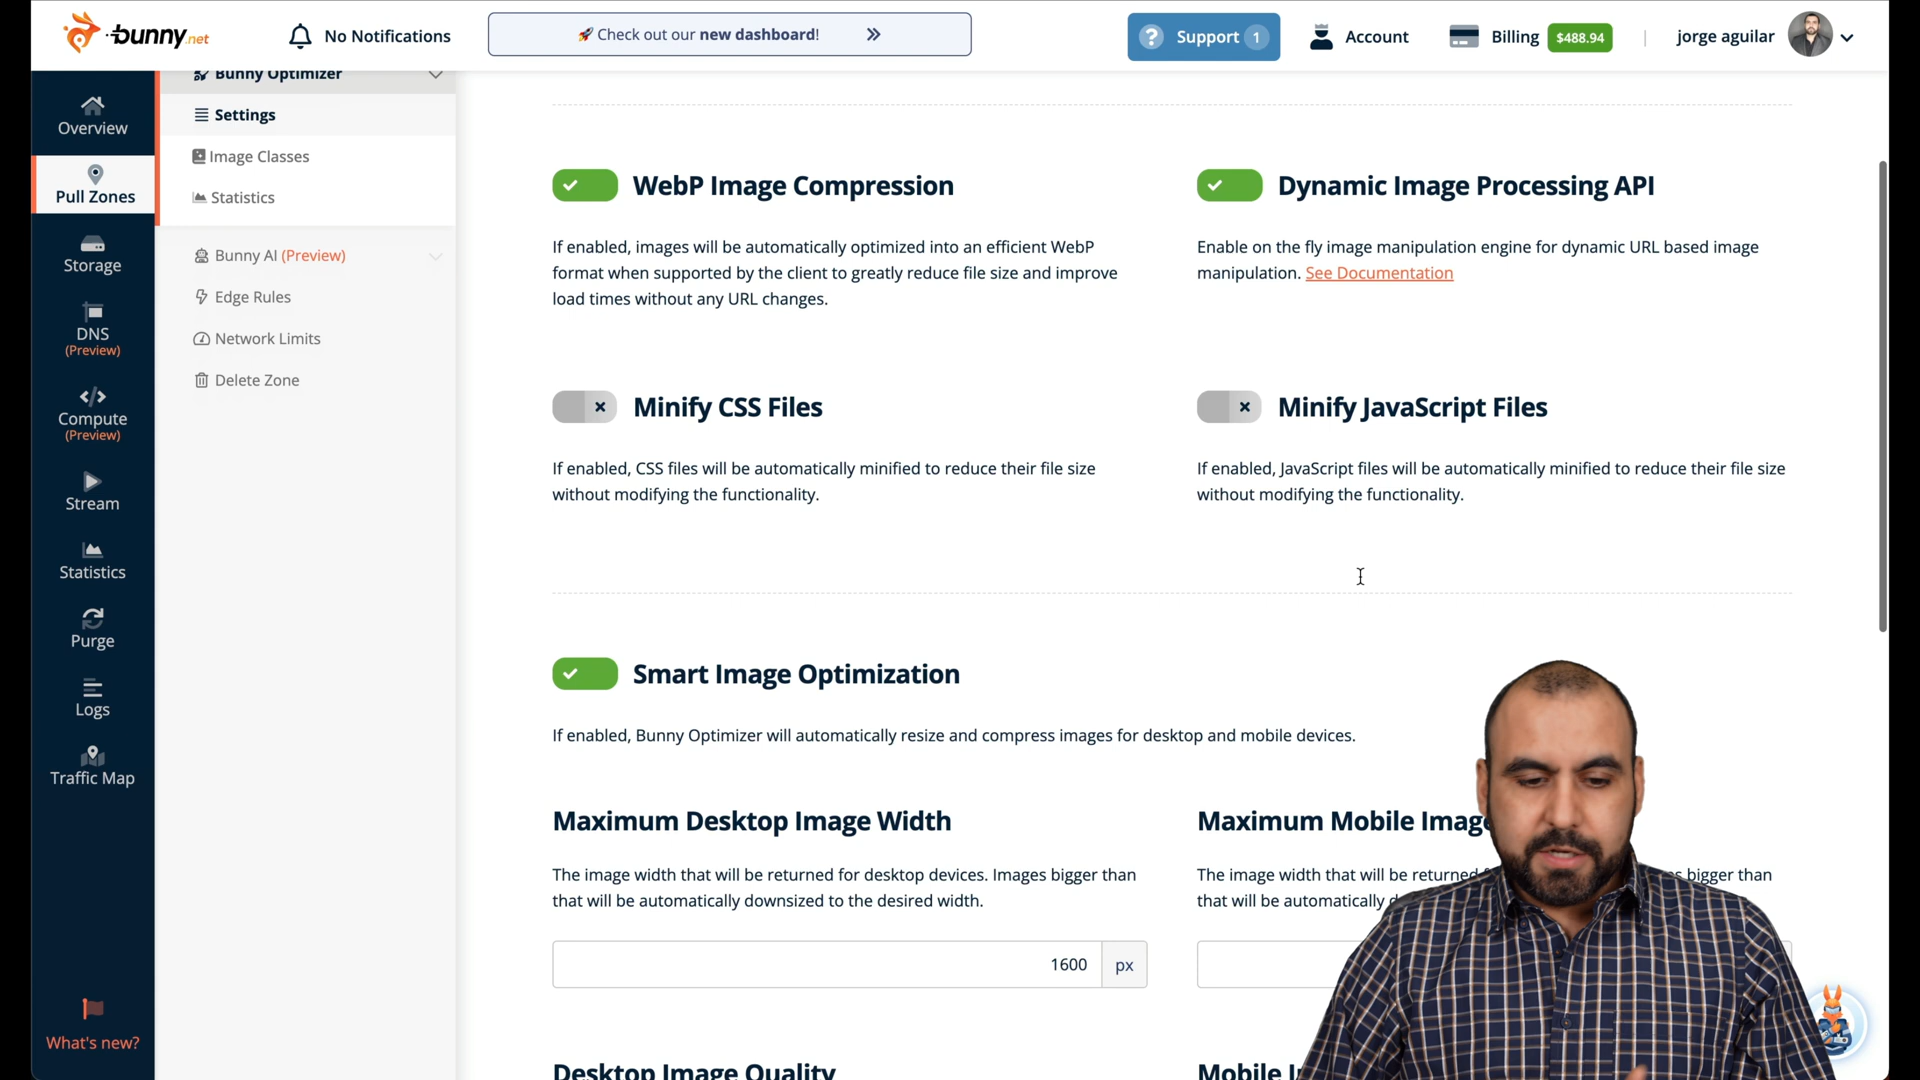 bunny.net
No Notifications
🚀 Check out our new dashboard!
Support 1
Account
Billing $488.94
jorge aguilar
Overview
Pull Zones
Storage
DNS
(Preview)
Compute
(Preview)
Stream
Statistics
Purge
Logs
Traffic Map
What's new?
Bunny Optimizer
Settings
Image Classes
Statistics
Bunny AI (Preview)
Edge Rules
Network Limits
Delete Zone
WebP Image Compression
If enabled, images will be automatically optimized into an efficient WebP
format when supported by the client to greatly reduce file size and improve
load times without any URL changes.
Dynamic Image Processing API
Enable on the fly image manipulation engine for dynamic URL based image
manipulation. See Documentation
Minify CSS Files
If enabled, CSS files will be automatically minified to reduce their file size
without modifying the functionality.
Minify JavaScript Files
If enabled, JavaScript files will be automatically minified to reduce their file size
without modifying the functionality.
Smart Image Optimization
If enabled, Bunny Optimizer will automatically resize and compress images for desktop and mobile devices.
Maximum Desktop Image Width
The image width that will be returned for desktop devices. Images bigger than
that will be automatically downsized to the desired width.
1600 px
Maximum Mobile Image
The image width that will be returned bigger than
that will be automatically
Desktop Image Quality
Mobile